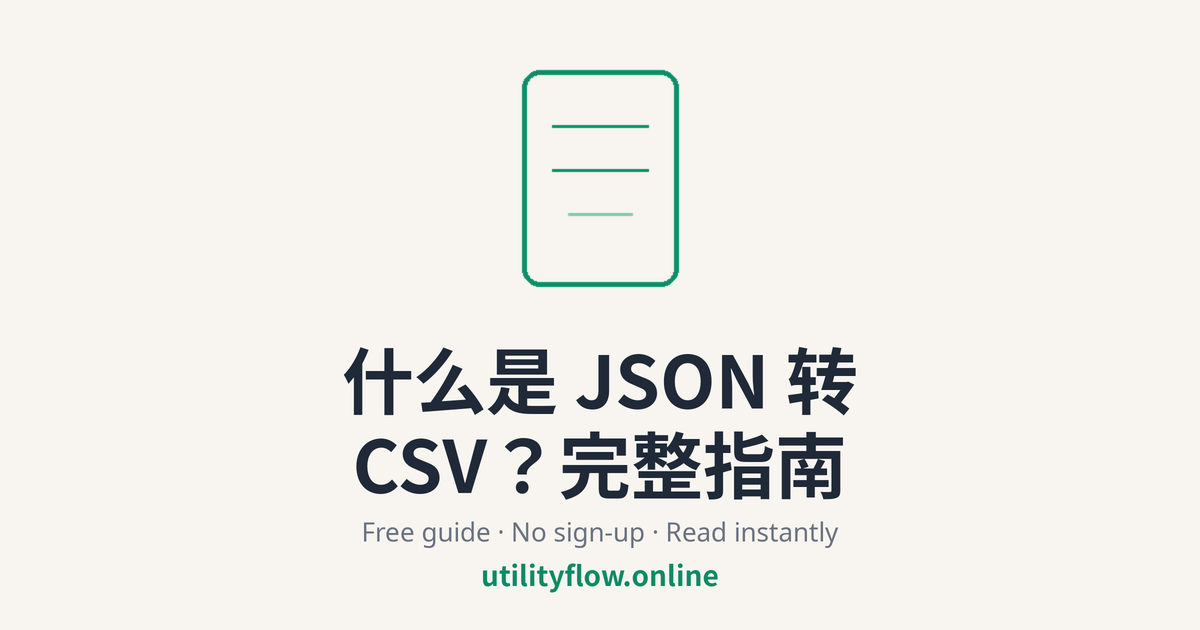 什么是 JSON 转
CSV？完整指南
Free guide · No sign-up · Read instantly
utilityflow.online